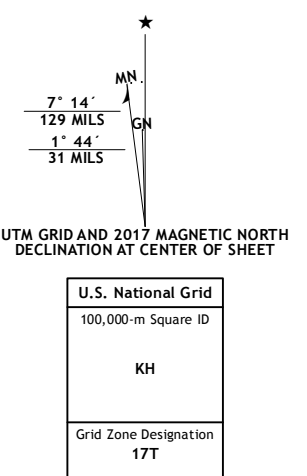 MN
7° 14´
129 MILS
GN
1° 44´
31 MILS
UTM GRID AND 2017 MAGNETIC NORTH
DECLINATION AT CENTER OF SHEET
U.S. National Grid
100,000-m Square ID
KH
Grid Zone Designation
17T